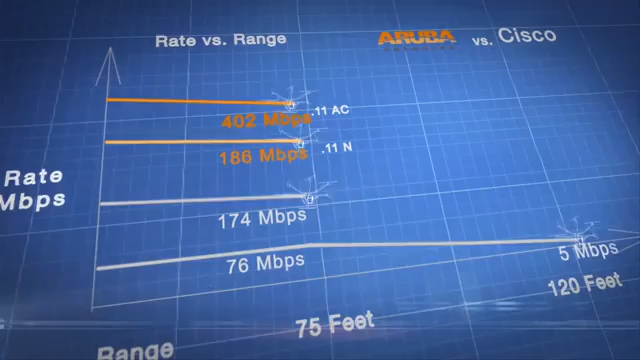 Rate vs. Range
ARUBA vs. Cisco
.11 AC
402 Mbps
.11 N
186 Mbps
Rate
Mbps
174 Mbps
76 Mbps
5 Mbps
120 Feet
75 Feet
Range